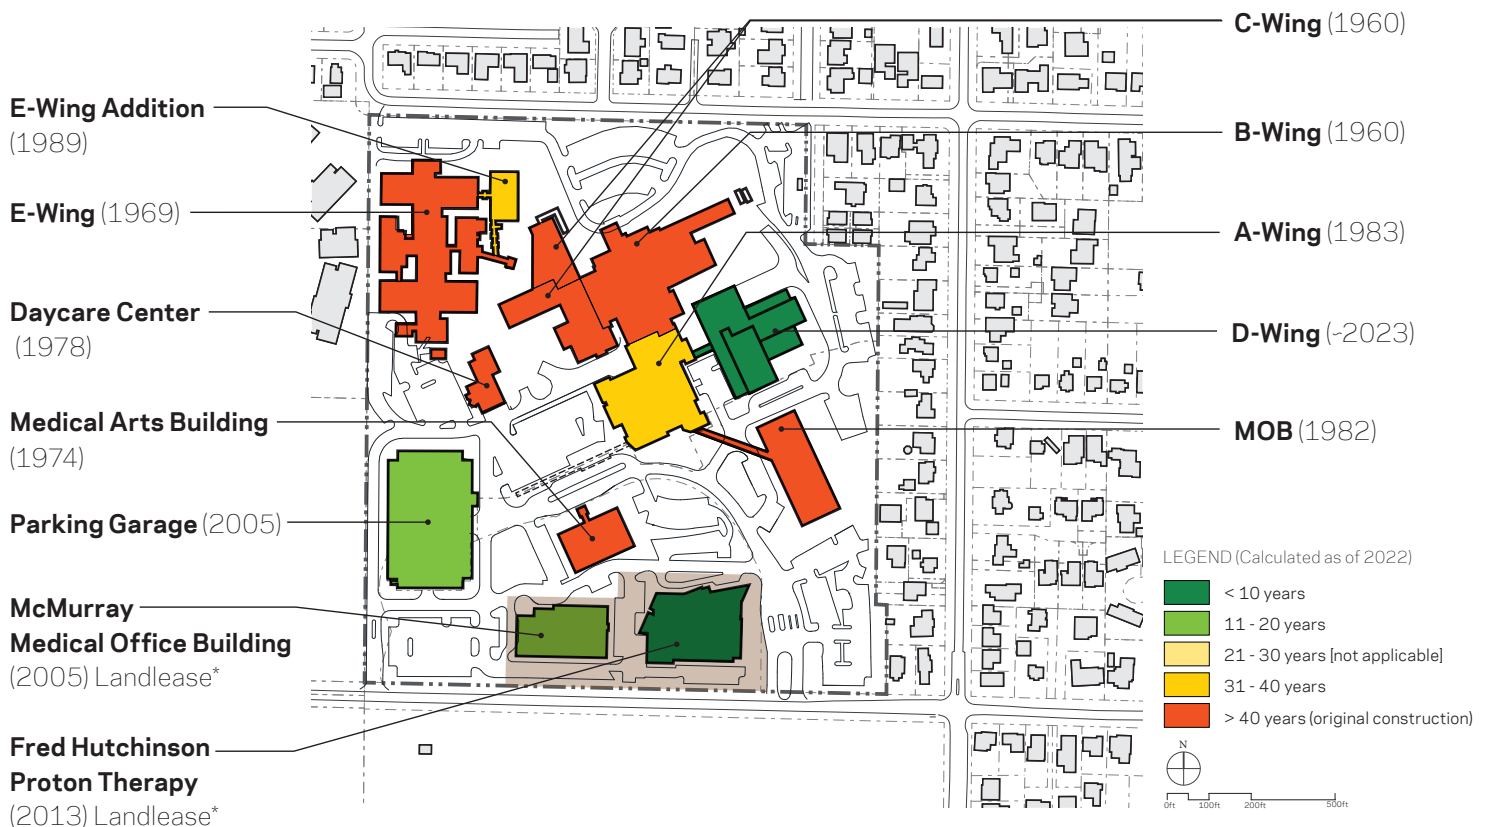 C-Wing (1960)
E-Wing Addition
(1989)
B-Wing (1960)
E-Wing (1969)
A-Wing (1983)
Daycare Center
(1978)
D-Wing (~2023)
Medical Arts Building
(1974)
MOB (1982)
Parking Garage (2005)
McMurray
Medical Office Building
(2005) Landlease*
Fred Hutchinson
Proton Therapy
(2013) Landlease*
LEGEND (Calculated as of 2022)
< 10 years
11 - 20 years
21 - 30 years [not applicable]
31 - 40 years
> 40 years (original construction)
N
0ft 100ft 200ft 500ft